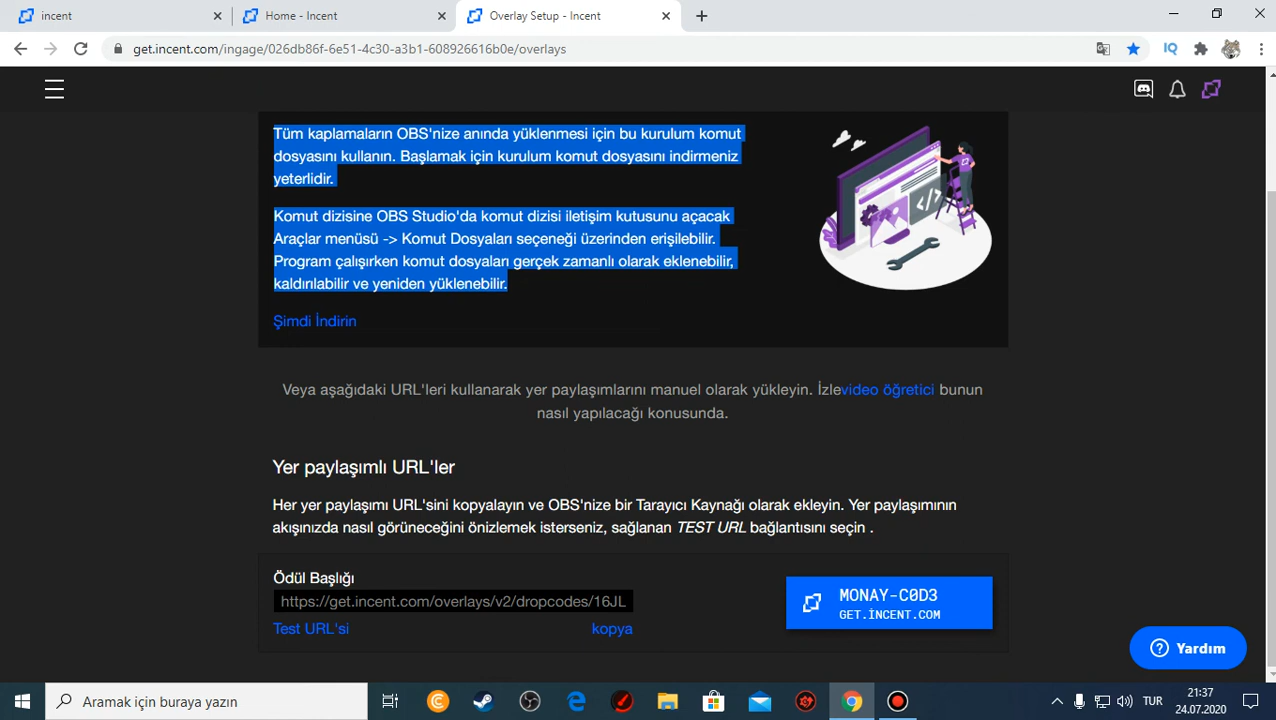 incent
Home - Incent
Overlay Setup - Incent
get.incent.com/ingage/026db86f-6e51-4c30-a3b1-608926616b0e/overlays
IQ
Tüm kaplamaların OBS'nize anında yüklenmesi için bu kurulum komut
dosyasını kullanın. Başlamak için kurulum komut dosyasını indirmeniz
yeterlidir.
Komut dizisine OBS Studio'da komut dizisi iletişim kutusunu açacak
Araçlar menüsü -> Komut Dosyaları seçeneği üzerinden erişilebilir.
Program çalışırken komut dosyaları gerçek zamanlı olarak eklenebilir,
kaldırılabilir ve yeniden yüklenebilir.
Şimdi İndirin
</>
Veya aşağıdaki URL'leri kullanarak yer paylaşımlarını manuel olarak yükleyin. İzlevideo öğretici bunun
nasıl yapılacağı konusunda.
Yer paylaşımlı URL'ler
Her yer paylaşımı URL'sini kopyalayın ve OBS'nize bir Tarayıcı Kaynağı olarak ekleyin. Yer paylaşımının
akışınızda nasıl görüneceğini önizlemek isterseniz, sağlanan TEST URL bağlantısını seçin .
Ödül Başlığı
https://get.incent.com/overlays/v2/dropcodes/16JL
Test URL'si
kopya
MONAY-C0D3
GET.İNCENT.COM
Yardım
Aramak için buraya yazın
TUR
21:37
24.07.2020